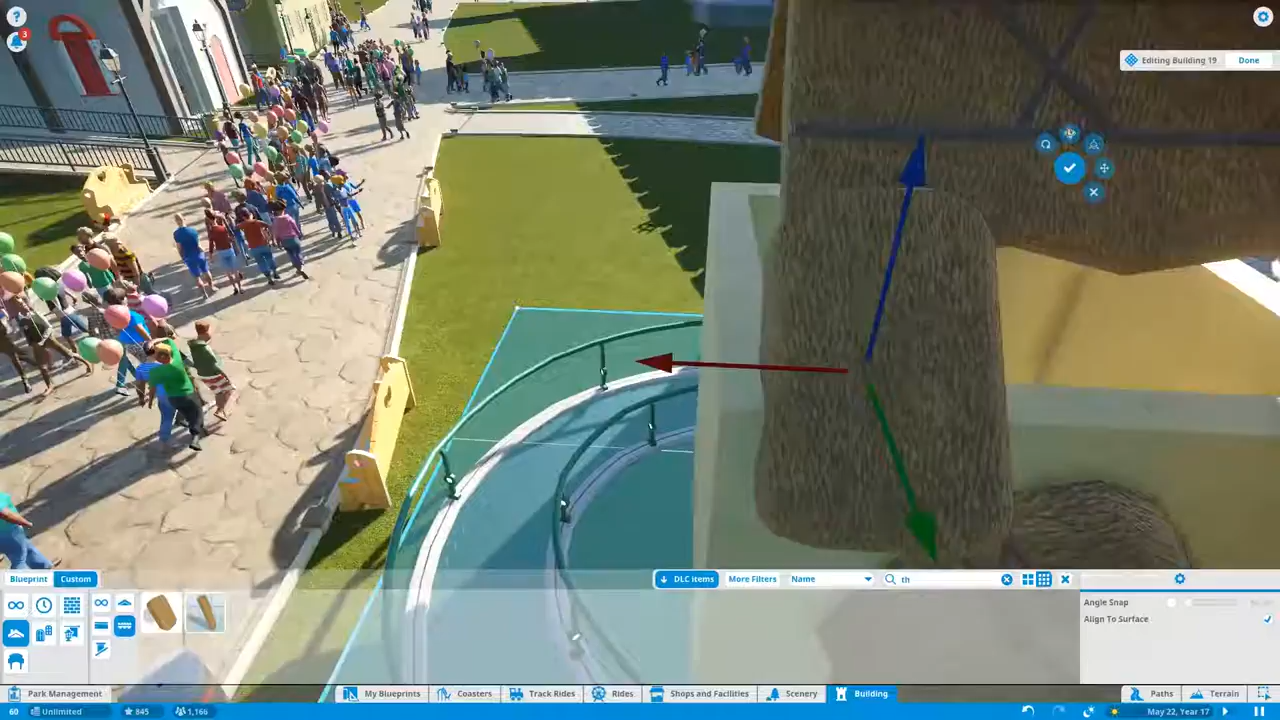 ?
3
Editing Building 19 Done
Blueprint Custom
DLC Items More Filters Name th
Angle Snap
Align To Surface
Park Management My Blueprints Coasters Track Rides Rides Shops and Facilities Scenery Building Paths Terrain
60 Unlimited 845 1,166 May 22, Year 17